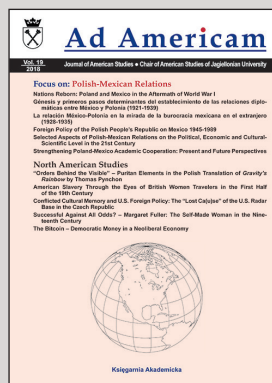 Ad Americam
Vol. 19
2018
Journal of American Studies • Chair of American Studies of Jagiellonian University
Focus on: Polish-Mexican Relations
Nations Reborn: Poland and Mexico in the Aftermath of World War I
Génesis y primeros pasos determinantes del establecimiento de las relaciones diplo-
máticas entre México y Polonia (1921-1939)
La relación México-Polonia en la mirada de la burocracia mexicana en el extranjero
(1928-1935)
Foreign Policy of the Polish People's Republic on Mexico 1945-1989
Selected Aspects of Polish-Mexican Relations on the Political, Economic and Cultural-
Scientific Level in the 21st Century
Strengthening Poland-Mexico Academic Cooperation: Present and Future Perspectives
North American Studies
"Orders Behind the Visible" – Puritan Elements in the Polish Translation of Gravity's
Rainbow by Thomas Pynchon
American Slavery Through the Eyes of British Women Travelers in the First Half
of the 19th Century
Conflicted Cultural Memory and U.S. Foreign Policy: The "Lost Ca(u)se" of the U.S. Radar
Base in the Czech Republic
Successful Against All Odds? – Margaret Fuller: The Self-Made Woman in the Nine-
teenth Century
The Bitcoin – Democratic Money in a Neoliberal Economy
Księgarnia Akademicka